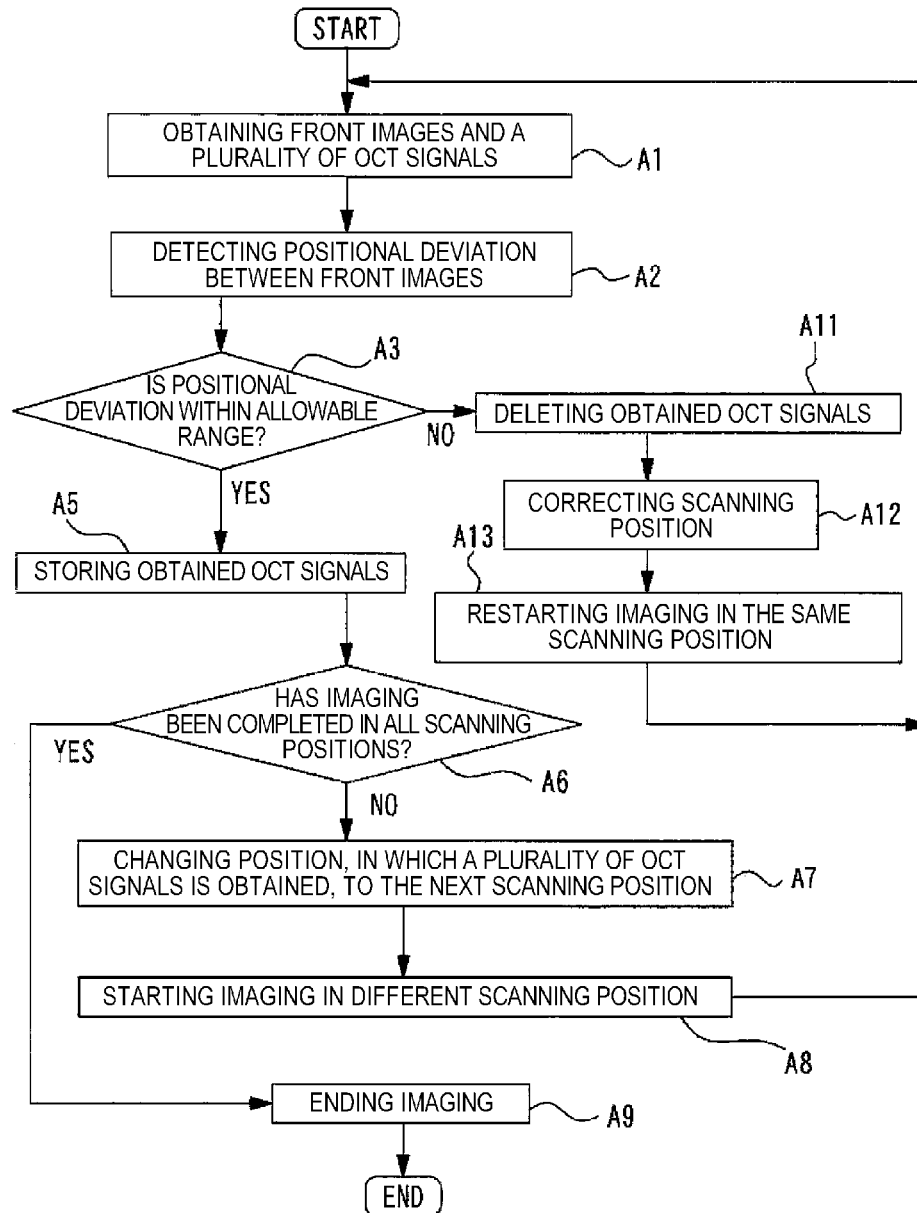 START
OBTAINING FRONT IMAGES AND A
PLURALITY OF OCT SIGNALS
A1
DETECTING POSITIONAL DEVIATION
BETWEEN FRONT IMAGES
A2
A3
IS POSITIONAL
DEVIATION WITHIN ALLOWABLE
RANGE?
NO
YES
A11
DELETING OBTAINED OCT SIGNALS
CORRECTING SCANNING
POSITION
A12
A13
RESTARTING IMAGING IN THE SAME
SCANNING POSITION
A5
STORING OBTAINED OCT SIGNALS
HAS IMAGING
BEEN COMPLETED IN ALL SCANNING
POSITIONS?
YES
A6
NO
CHANGING POSITION, IN WHICH A PLURALITY OF OCT
SIGNALS IS OBTAINED, TO THE NEXT SCANNING POSITION
A7
STARTING IMAGING IN DIFFERENT SCANNING POSITION
A8
ENDING IMAGING
A9
END